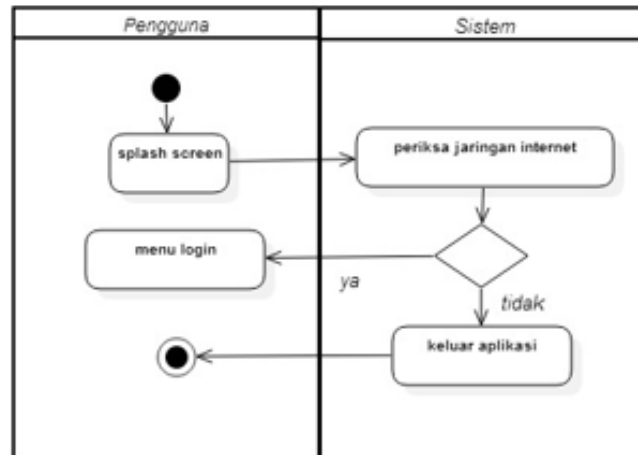 Pengguna
Sistem
splash screen
periksa jaringan internet
menu login
ya
tidak
keluar aplikasi